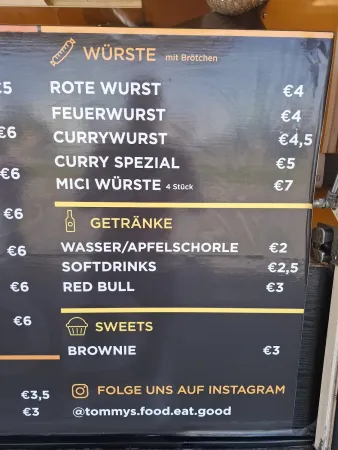 WÜRSTE mit Brötchen
€5 ROTE WURST €4
FEUERWURST €4
€6 CURRYWURST €4,5
€6 CURRY SPEZIAL €5
MICI WÜRSTE 4 Stück €7
€6 GETRÄNKE
€6 WASSER/APFELSCHORLE €2
SOFTDRINKS €2,5
€6 RED BULL €3
€6 SWEETS
BROWNIE €3
€3,5 FOLGE UNS AUF INSTAGRAM
€3 @tommys.food.eat.good